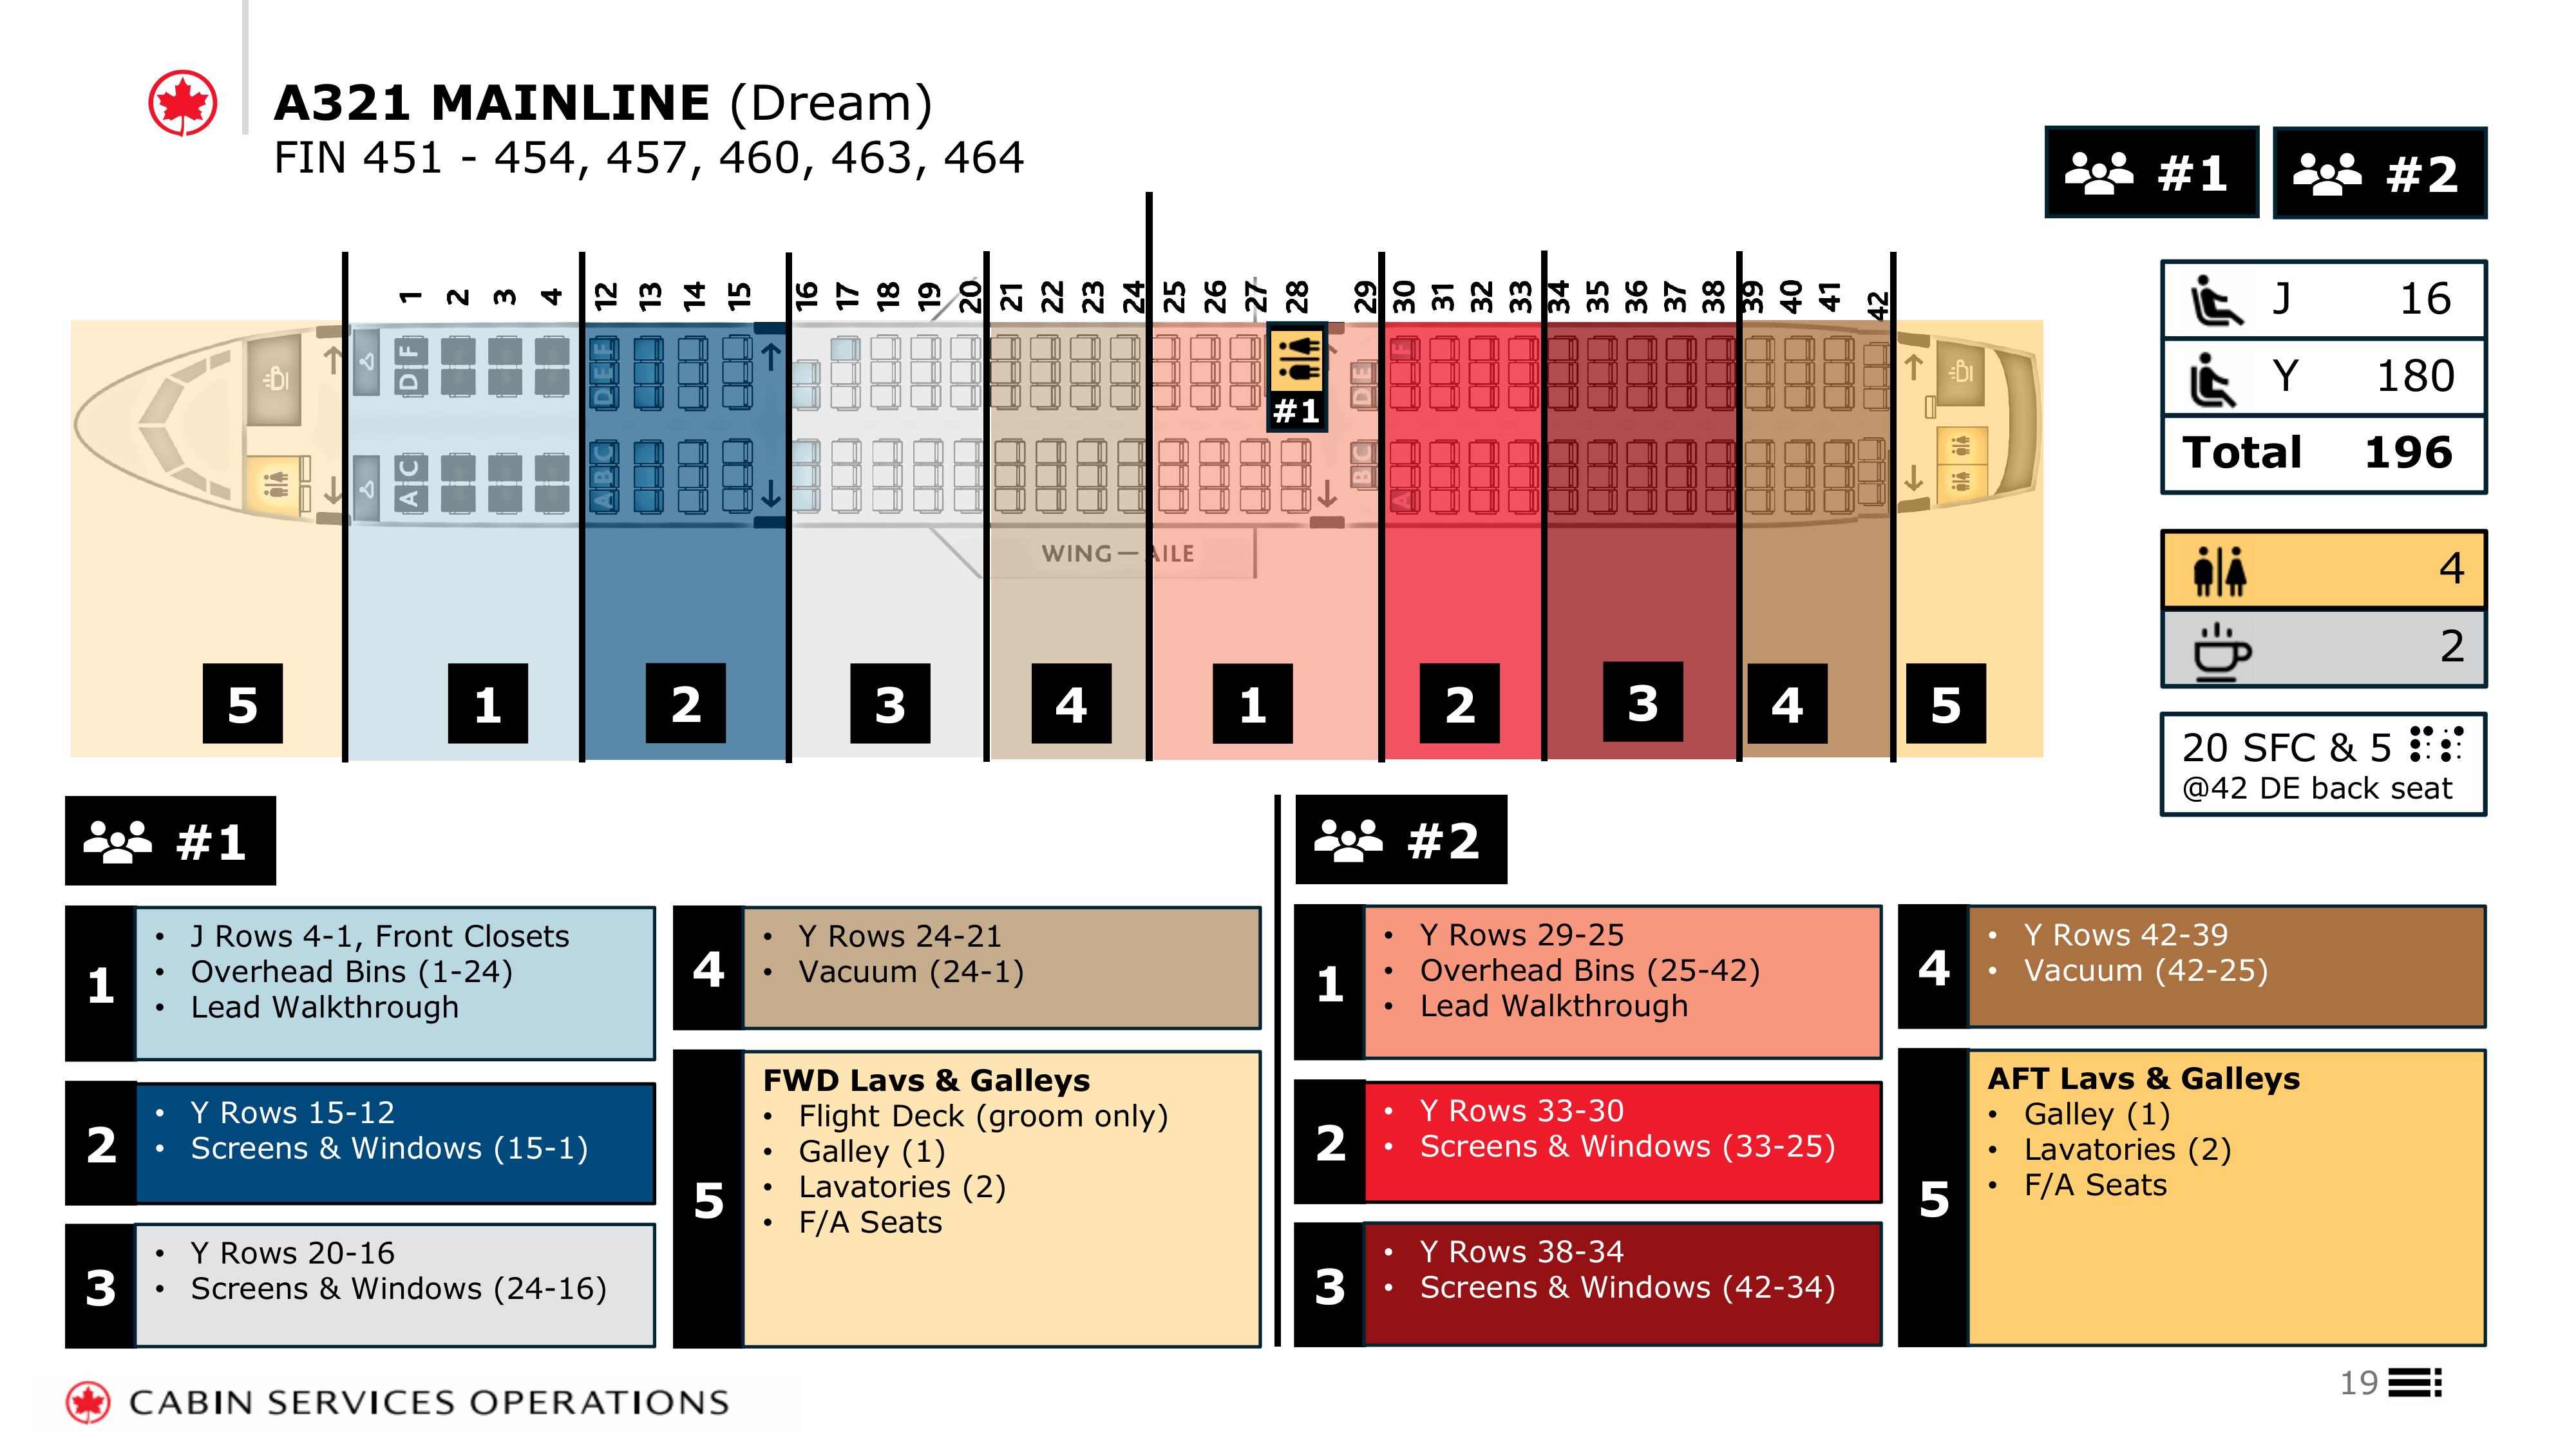 A321 MAINLINE (Dream)
FIN 451 - 454, 457, 460, 463, 464
#1 #2
1 2 3 4 12 13 14 15 16 17 18 19 20 21 22 23 24 25 26 27 28 29 30 31 32 33 34 35 36 37 38 39 40 41 42
D F
A C
D E F
A B C
#1
D E
B C
F
A
WING — AILE
5 1 2 3 4 1 2 3 4 5
J 16
Y 180
Total 196
4
2
20 SFC & 5 ⠗⠋
@42 DE back seat
#1
1
• J Rows 4-1, Front Closets
• Overhead Bins (1-24)
• Lead Walkthrough
2
• Y Rows 15-12
• Screens & Windows (15-1)
3
• Y Rows 20-16
• Screens & Windows (24-16)
4
• Y Rows 24-21
• Vacuum (24-1)
5
FWD Lavs & Galleys
• Flight Deck (groom only)
• Galley (1)
• Lavatories (2)
• F/A Seats
#2
1
• Y Rows 29-25
• Overhead Bins (25-42)
• Lead Walkthrough
2
• Y Rows 33-30
• Screens & Windows (33-25)
3
• Y Rows 38-34
• Screens & Windows (42-34)
4
• Y Rows 42-39
• Vacuum (42-25)
5
AFT Lavs & Galleys
• Galley (1)
• Lavatories (2)
• F/A Seats
CABIN SERVICES OPERATIONS
19